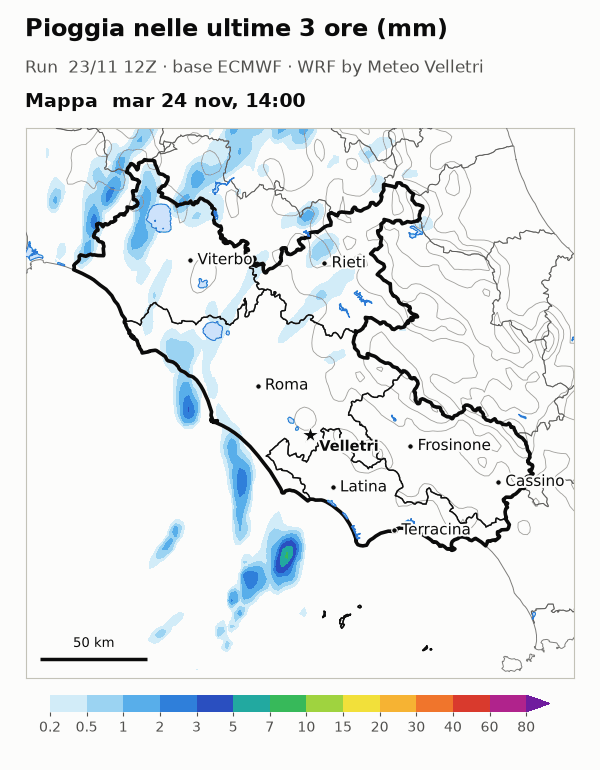 Pioggia nelle ultime 3 ore (mm)
Run  23/11 12Z · base ECMWF · WRF by Meteo Velletri
Mappa  mar 24 nov, 14:00
Viterbo
Rieti
Roma
Velletri
Frosinone
Latina
Cassino
Terracina
50 km
0.2 0.5 1 2 3 5 7 10 15 20 30 40 60 80